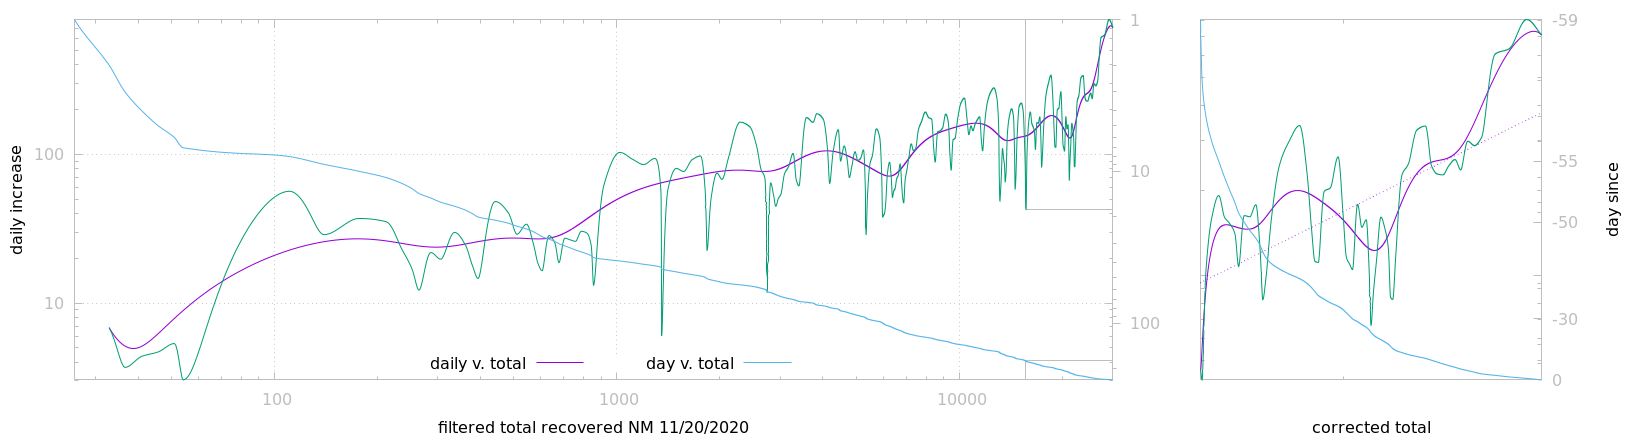 daily increase
100
10
daily v. total
day v. total
100
1000
10000
filtered total recovered NM 11/20/2020
1
10
100
-59
-55
-50
-30
0
day since
corrected total